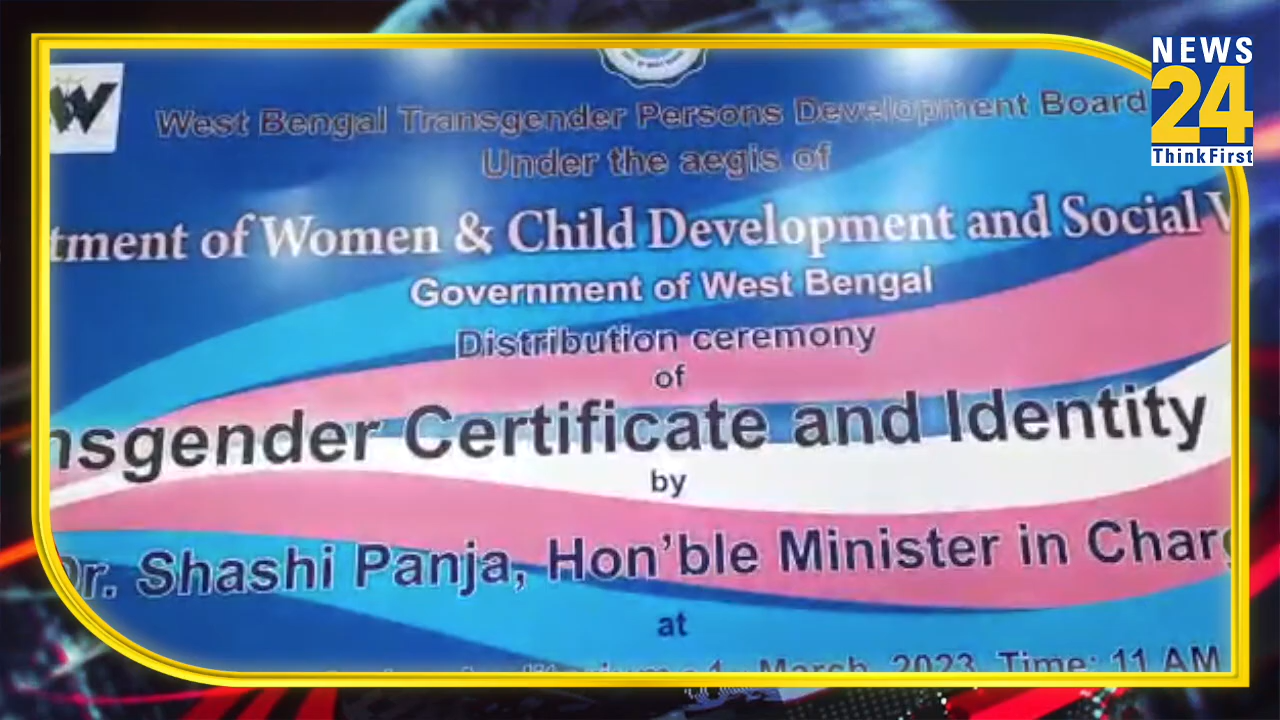 NEWS
24
ThinkFirst
W
West Bengal Transgender Persons Development Board
Under the aegis of
tment of Women & Child Development and Social
Government of West Bengal
Distribution ceremony
of
nsgender Certificate and Identity
by
Dr. Shashi Panja, Hon'ble Minister in Charg
at
March, 2023, Time: 11 AM